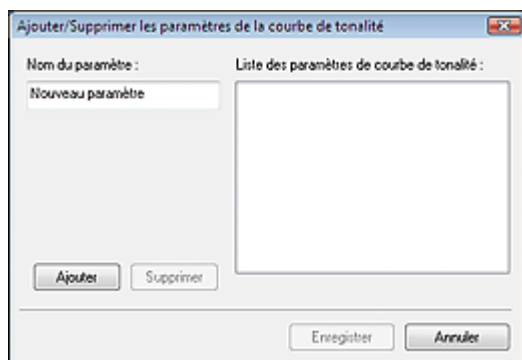 Ajouter/Supprimer les paramètres de la courbe de tonalité
Nom du paramètre :
Liste des paramètres de courbe de tonalité :
Nouveau paramètre
Ajouter
Supprimer
Enregistrer
Annuler